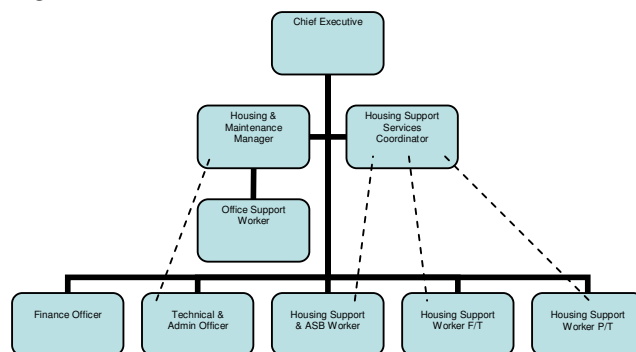 Chief Executive
Housing &
Maintenance
Manager
Housing Support
Services
Coordinator
Office Support
Worker
Finance Officer
Technical &
Admin Officer
Housing Support
& ASB Worker
Housing Support
Worker F/T
Housing Support
Worker P/T